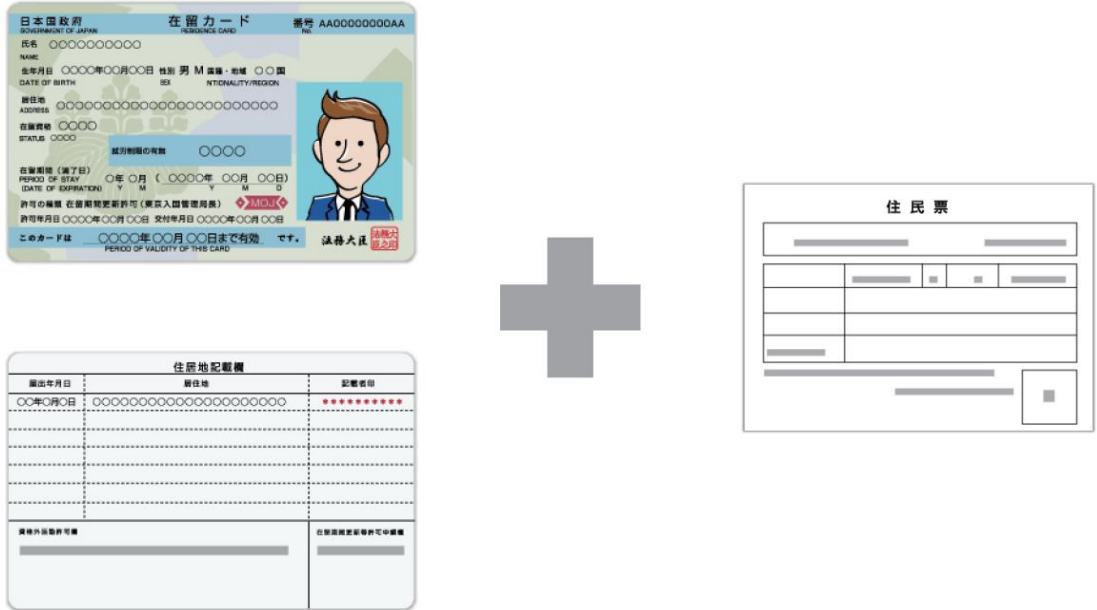 日本国政府 在留カード 番号 AA00000000AA
GOVERNMENT OF JAPAN RESIDENCE CARD No.
氏名 ○○○○○○○○○○
NAME
生年月日 ○○○○年○○月○○日 性別 男 M 国籍・地域 ○○国
DATE OF BIRTH SEX NTIONALITY/REGION
居住地 ○○○○○○○○○○○○○○○○○○○○○○○○
ADDRESS
在留資格 ○○○○
STATUS ○○○○
就労制限の有無 ○○○○
在留期間(満了日) ○年○月( ○○○○年 ○○月 ○○日)
PERIOD OF STAY
(DATE OF EXPIRATION) Y M Y M D
許可の種類 在留期間更新許可(東京入国管理局長) MOJ
許可年月日 ○○○○年○○月○○日 交付年月日 ○○○○年○○月○○日
このカードは ○○○○年○○月○○日まで有効 です。 法務大臣
PERIOD OF VALIDITY OF THIS CARD
住民票
住居地記載欄
届出年月日 居住地 記載者印
○○年○月○日 ○○○○○○○○○○○○○○○○○○○○○ **********
資格外活動許可欄 在留期間更新等許可申請欄